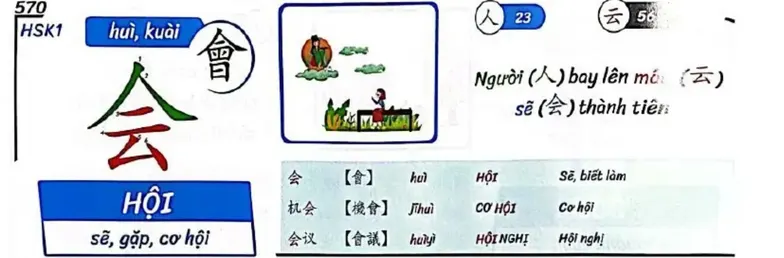 570
HSK1
huì, kuài
會
会
HỘI
sẽ, gặp, cơ hội
人 23
云 56
Người (人) bay lên (云)
sẽ (会) thành tiên
会 【會】 huì HỘI Sẽ, biết làm
机会 【機會】 jīhuì CƠ HỘI Cơ hội
会议 【會議】 huìyì HỘI NGHỊ Hội nghị